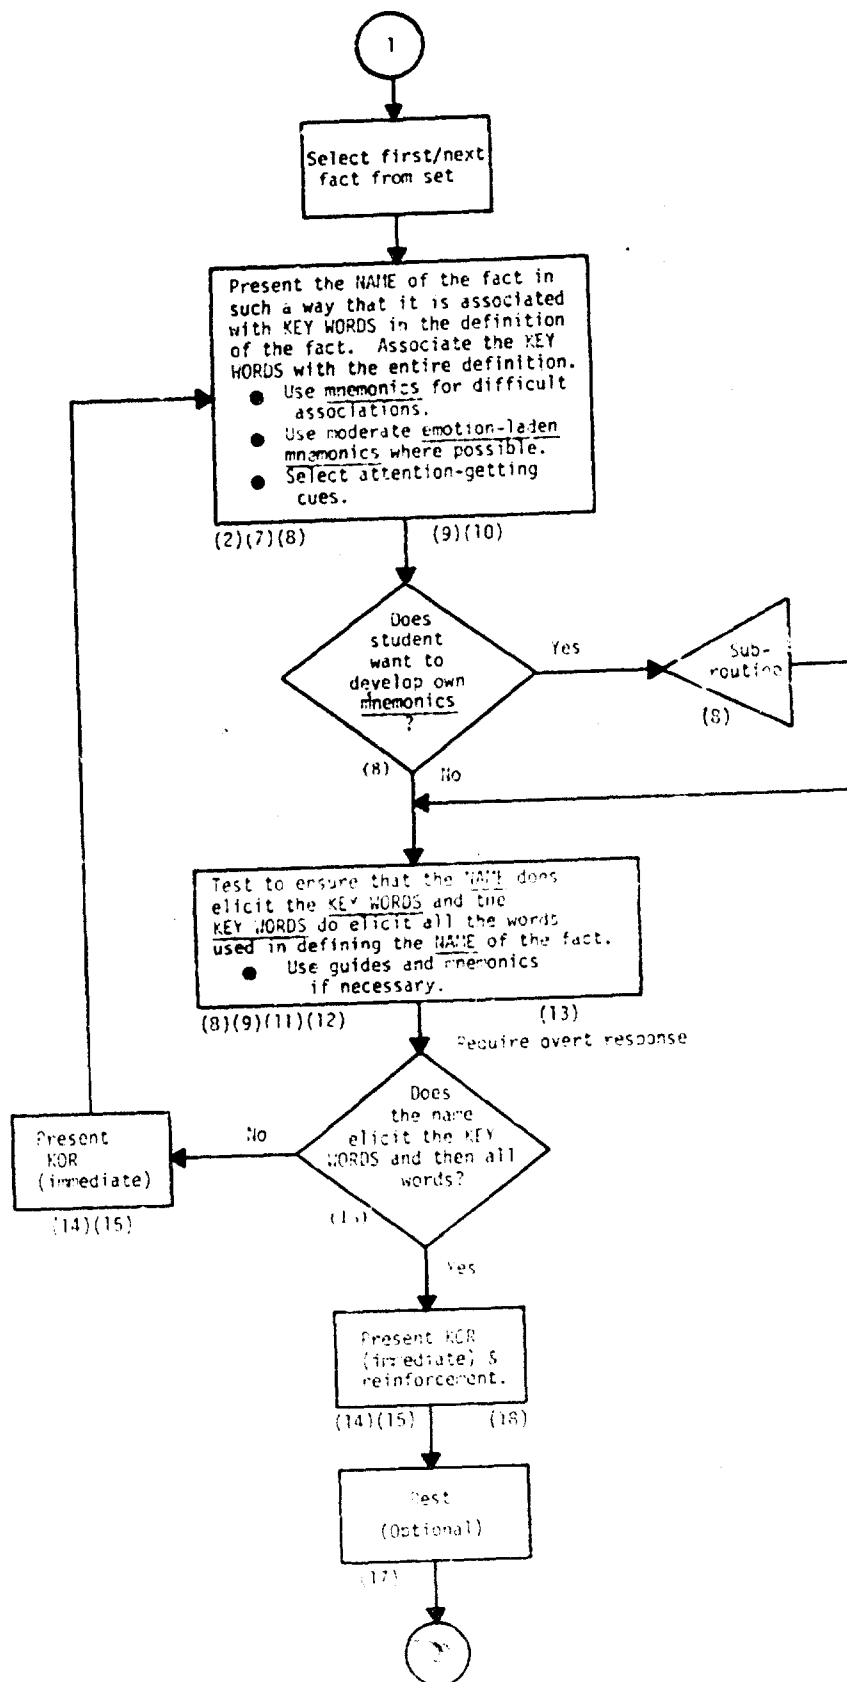 1
Select first/next
fact from set
Present the NAME of the fact in
such a way that it is associated
with KEY WORDS in the definition
of the fact. Associate the KEY
WORDS with the entire definition.
● Use mnemonics for difficult
associations.
● Use moderate emotion-laden
mnemonics where possible.
● Select attention-getting
cues.
(2)(7)(8) (9)(10)
Does
student
want to
develop own
mnemonics
?
(8)
Yes
Sub-
routine
(8)
No
Test to ensure that the NAME does
elicit the KEY WORDS and the
KEY WORDS do elicit all the words
used in defining the NAME of the fact.
● Use guides and mnemonics
if necessary.
(8)(9)(11)(12) (13)
Require overt response
Does
the name
elicit the KEY
WORDS and then all
words?
No
Present
KOR
(immediate)
(14)(15)
Yes
Present KCR
(immediate) &
reinforcement.
(14)(15) (18)
Rest
(Optional)
(17)